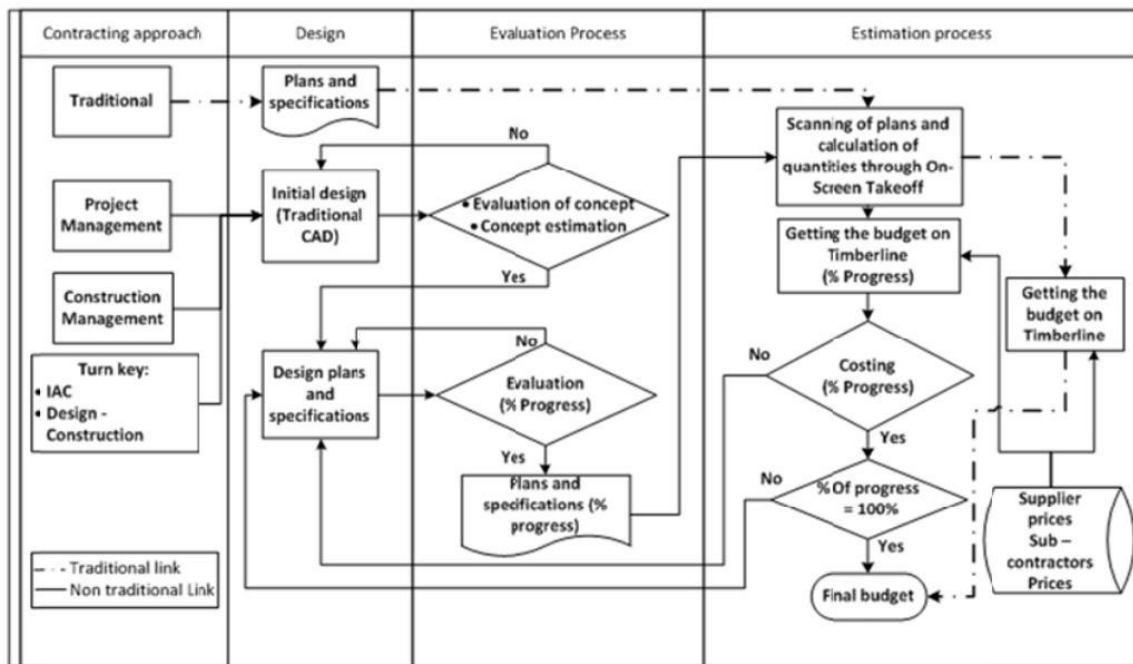 Contracting approach
Design
Evaluation Process
Estimation process
Traditional
Plans and
specifications
Scanning of plans and
calculation of
quantities through On-
Screen Takeoff
No
Project
Management
Initial design
(Traditional
CAD)
• Evaluation of concept
• Concept estimation
Getting the budget on
Timberline
(% Progress)
Yes
Construction
Management
Getting the
budget on
Timberline
No
Turn key:
• IAC
• Design -
Construction
Design plans
and
specifications
Evaluation
(% Progress)
No
Costing
(% Progress)
Yes
Yes
Plans and
specifications (%
progress)
No
% Of progress
= 100%
Supplier
prices
Sub –
contractors
Prices
Yes
Final budget
Traditional link
Non traditional Link